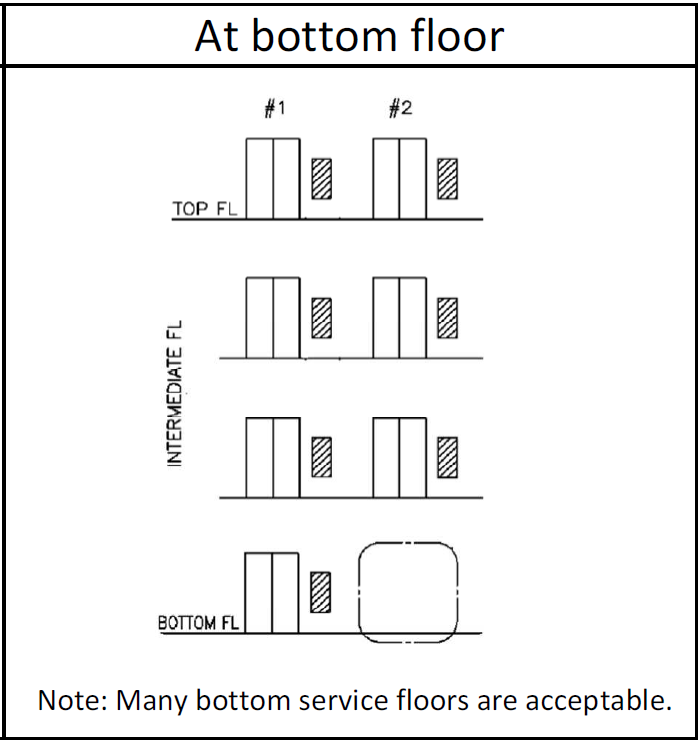 At bottom floor
#1 #2
TOP FL
INTERMEDIATE FL
BOTTOM FL
Note: Many bottom service floors are acceptable.